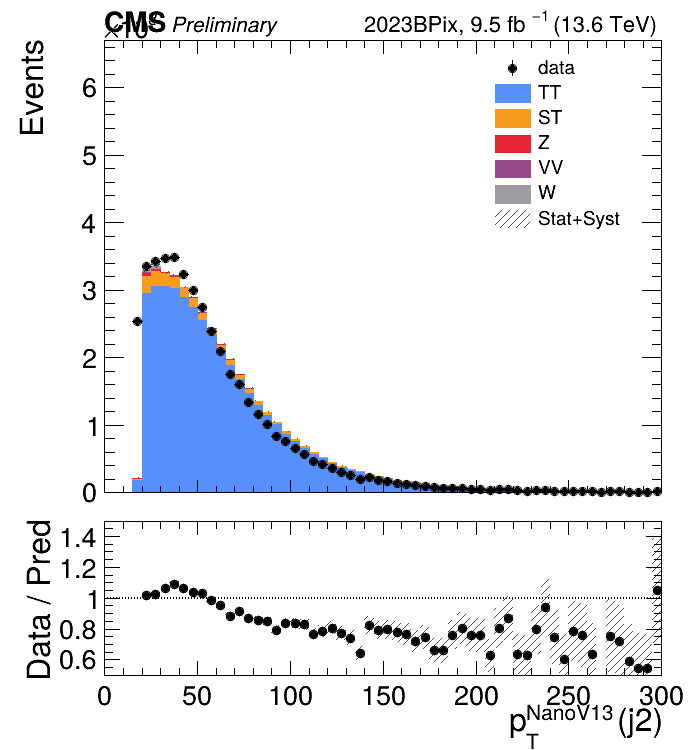 CMS Preliminary 2023BPix, 9.5 fb⁻¹ (13.6 TeV)
Events
6
5
4
3
2
1
0
data
TT
ST
Z
VV
W
Stat+Syst
Data / Pred
1.4
1.2
1
0.8
0.6
0 50 100 150 200 250 300
p_T^NanoV13 (j2)